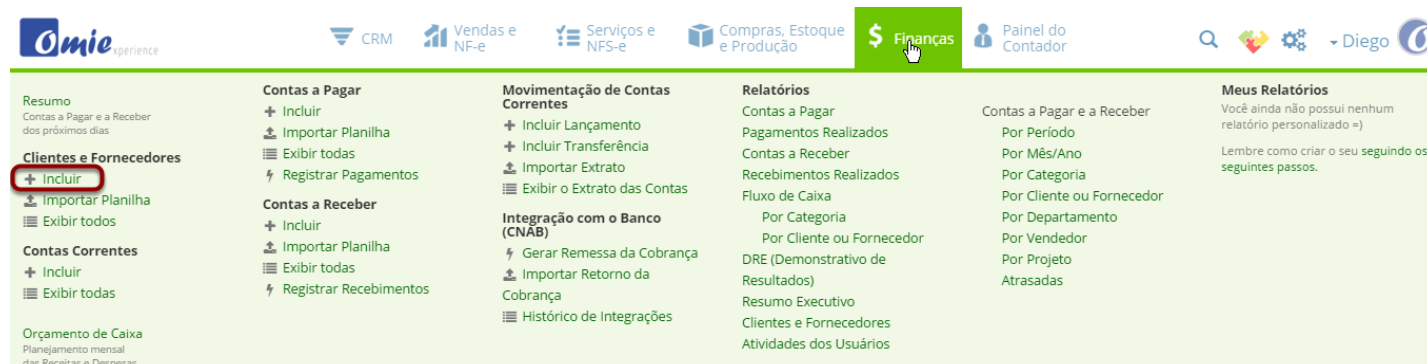 Omie xperience
CRM
Vendas e
NF-e
Serviços e
NFS-e
Compras, Estoque
e Produção
$ Finanças
Painel do
Contador
Diego
Resumo
Contas a Pagar e a Receber
dos próximos dias
Clientes e Fornecedores
Incluir
Importar Planilha
Exibir todos
Contas Correntes
Incluir
Exibir todas
Orçamento de Caixa
Planejamento mensal
das Receitas e Despesas
Contas a Pagar
Incluir
Importar Planilha
Exibir todas
Registrar Pagamentos
Contas a Receber
Incluir
Importar Planilha
Exibir todas
Registrar Recebimentos
Movimentação de Contas
Correntes
Incluir Lançamento
Incluir Transferência
Importar Extrato
Exibir o Extrato das Contas
Integração com o Banco
(CNAB)
Gerar Remessa da Cobrança
Importar Retorno da
Cobrança
Histórico de Integrações
Relatórios
Contas a Pagar
Pagamentos Realizados
Contas a Receber
Recebimentos Realizados
Fluxo de Caixa
Por Categoria
Por Cliente ou Fornecedor
DRE (Demonstrativo de
Resultados)
Resumo Executivo
Clientes e Fornecedores
Atividades dos Usuários
Contas a Pagar e a Receber
Por Período
Por Mês/Ano
Por Categoria
Por Cliente ou Fornecedor
Por Departamento
Por Vendedor
Por Projeto
Atrasadas
Meus Relatórios
Você ainda não possui nenhum
relatório personalizado =)
Lembre como criar o seu seguindo os
seguintes passos.